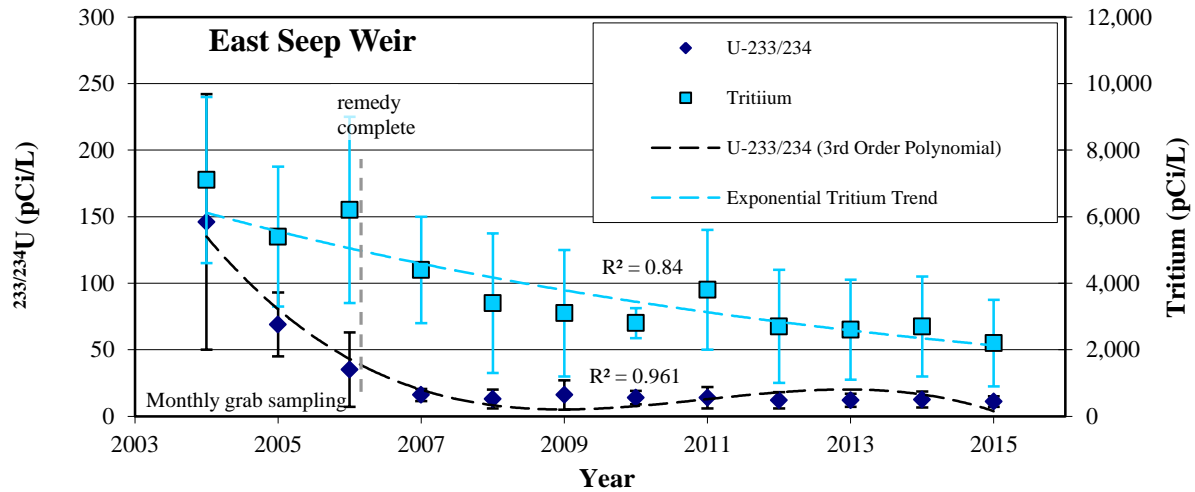 East Seep Weir
U-233/234
Tritiium
U-233/234 (3rd Order Polynomial)
Exponential Tritium Trend
remedy
complete
R² = 0.84
R² = 0.961
Monthly grab sampling
300
250
200
150
100
50
0
233/234U (pCi/L)
12,000
10,000
8,000
6,000
4,000
2,000
0
Tritium (pCi/L)
2003 2005 2007 2009 2011 2013 2015
Year